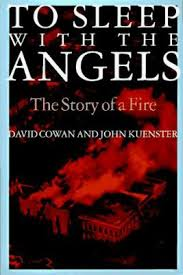 TO SLEEP
WITH THE
ANGELS
The Story of a Fire
DAVID COWAN AND JOHN KUENSTER